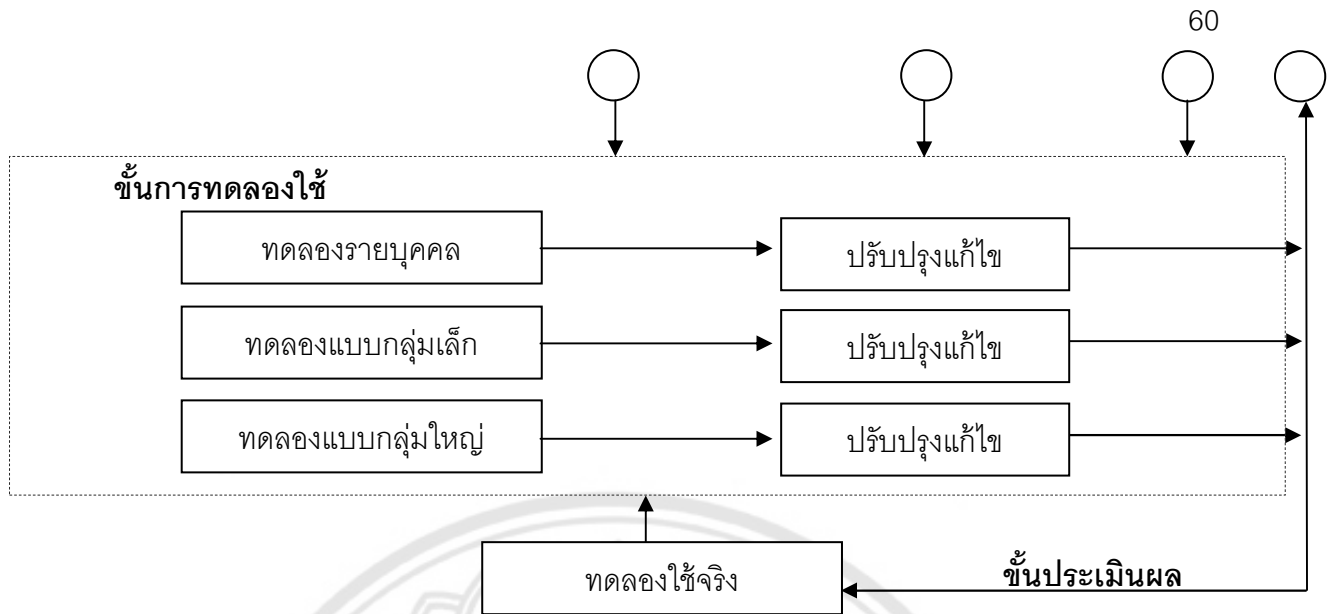 60
ขั้นการทดลองใช้
ทดลองรายบุคคล
ปรับปรุงแก้ไข
ทดลองแบบกลุ่มเล็ก
ปรับปรุงแก้ไข
ทดลองแบบกลุ่มใหญ่
ปรับปรุงแก้ไข
ทดลองใช้จริง
ขั้นประเมินผล